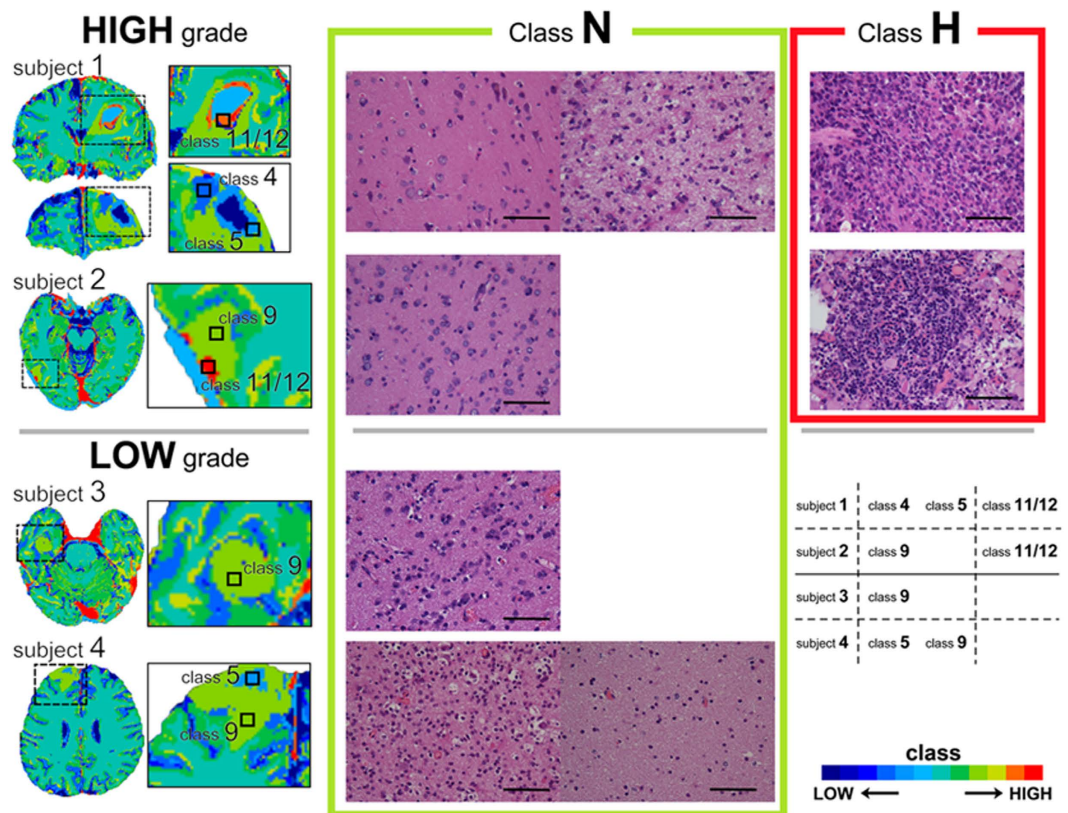 HIGH grade
Class N
Class H
subject 1
class 11/12
class 4
class 5
subject 2
class 9
class 11/12
LOW grade
subject 3
class 9
subject 4
class 5
class 9
subject 1 class 4 class 5 class 11/12
subject 2 class 9 class 11/12
subject 3 class 9
subject 4 class 5 class 9
class
LOW ← → HIGH